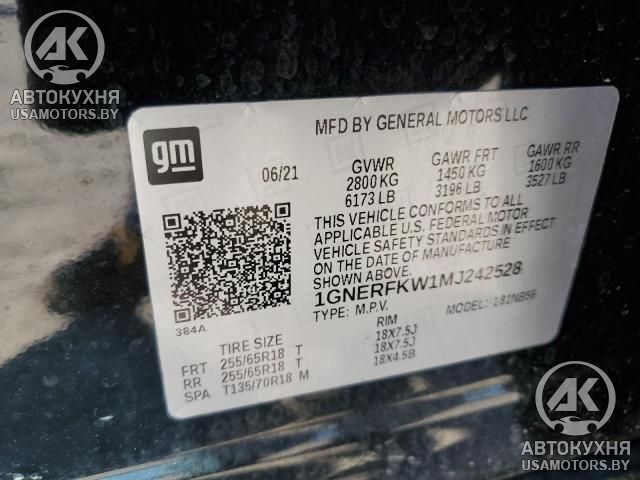 AK
АВТОКУХНЯ
USAMOTORS.BY
gm
MFD BY GENERAL MOTORS LLC
06/21
GVWR
2800 KG
6173 LB
GAWR FRT
1450 KG
3196 LB
GAWR RR
1600 KG
3527 LB
THIS VEHICLE CONFORMS TO ALL
APPLICABLE U.S. FEDERAL MOTOR
VEHICLE SAFETY STANDARDS IN EFFECT
ON THE DATE OF MANUFACTURE
1GNERFKW1MJ242528
TYPE: M.P.V.
MODEL: 181NB56
384A
TIRE SIZE
RIM
FRT 255/65R18 T 18X7.5J
RR 255/65R18 T 18X7.5J
SPA T135/70R18 M 18X4.5B
AK
АВТОКУХНЯ
USAMOTORS.BY